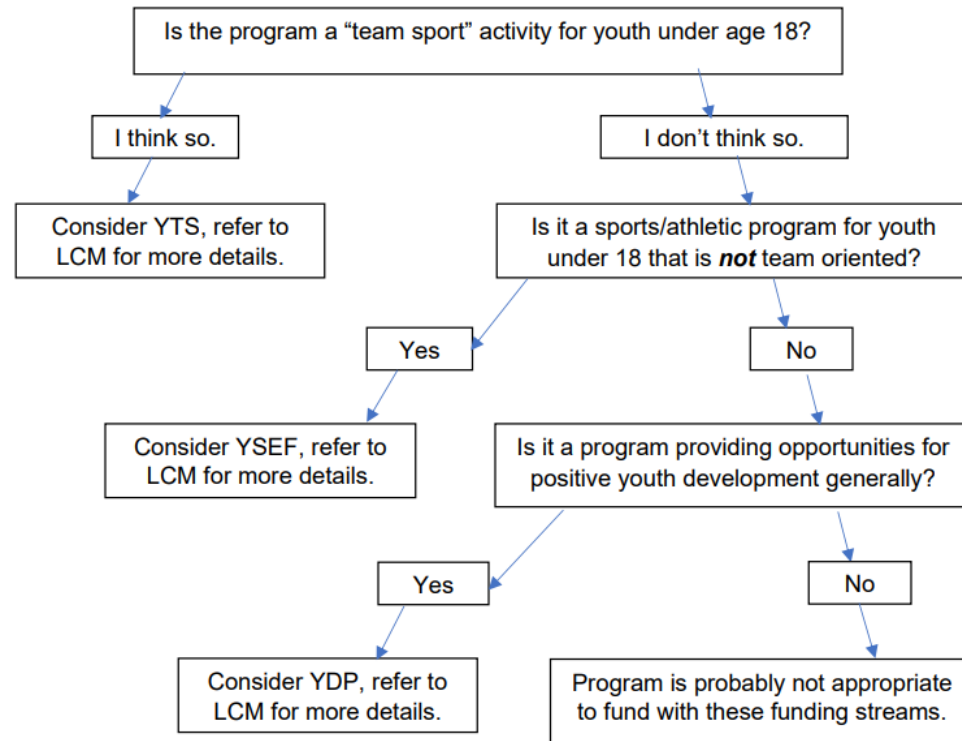 Is the program a “team sport” activity for youth under age 18?
I think so.
I don’t think so.
Consider YTS, refer to
LCM for more details.
Is it a sports/athletic program for youth
under 18 that is not team oriented?
Yes
No
Consider YSEF, refer to
LCM for more details.
Is it a program providing opportunities for
positive youth development generally?
Yes
No
Consider YDP, refer to
LCM for more details.
Program is probably not appropriate
to fund with these funding streams.